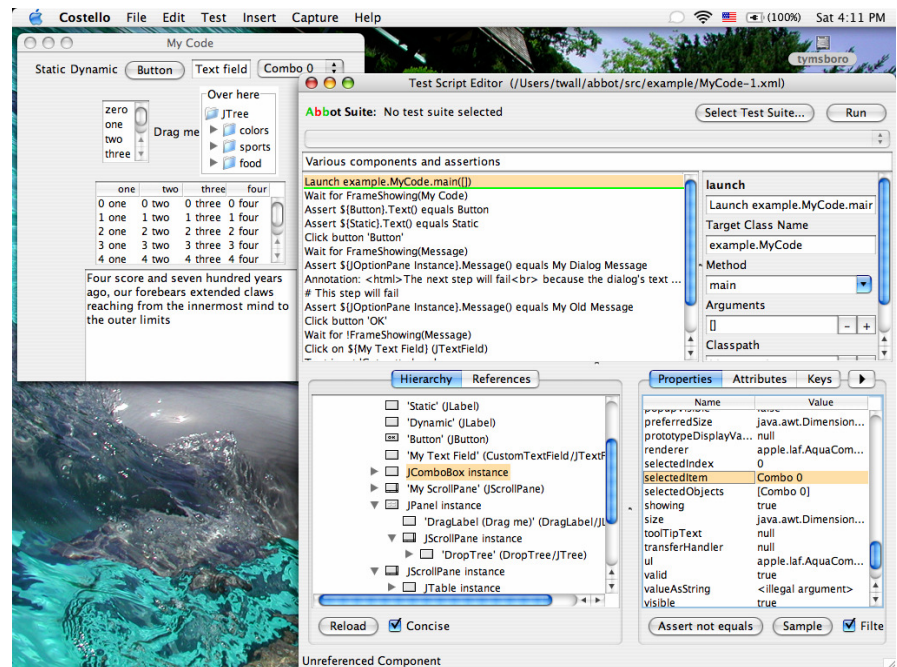 Costello File Edit Test Insert Capture Help (100%) Sat 4:11 PM
tymsboro
My Code
Static Dynamic Button Text field Combo 0
zero
one
two
three
Drag me
Over here
JTree
colors
sports
food
one two three four
0 one 0 two 0 three 0 four
1 one 1 two 1 three 1 four
2 one 2 two 2 three 2 four
3 one 3 two 3 three 3 four
4 one 4 two 4 three 4 four
Four score and seven hundred years
ago, our forebears extended claws
reaching from the innermost mind to
the outer limits
Test Script Editor (/Users/twall/abbot/src/example/MyCode-1.xml)
Abbot Suite: No test suite selected Select Test Suite... Run
Various components and assertions
Launch example.MyCode.main([])
Wait for FrameShowing(My Code)
Assert ${Button}.Text() equals Button
Assert ${Static}.Text() equals Static
Click button 'Button'
Wait for FrameShowing(Message)
Assert ${JOptionPane Instance}.Message() equals My Dialog Message
Annotation: <html>The next step will fail<br> because the dialog's text ...
# This step will fail
Assert ${JOptionPane Instance}.Message() equals My Old Message
Click button 'OK'
Wait for !FrameShowing(Message)
Click on ${My Text Field} (JTextField)
launch
Launch example.MyCode.mair
Target Class Name
example.MyCode
Method
main
Arguments
[] - +
Classpath
Hierarchy References
'Static' (JLabel)
'Dynamic' (JLabel)
OK 'Button' (JButton)
'My Text Field' (CustomTextField/JTextF
JComboBox instance
'My ScrollPane' (JScrollPane)
JPanel instance
'DragLabel (Drag me)' (DragLabel/JL
JScrollPane instance
'DropTree' (DropTree/JTree)
JScrollPane instance
JTable instance
Reload Concise
Unreferenced Component
Properties Attributes Keys
Name Value
popupVisible false
preferredSize java.awt.Dimension...
prototypeDisplayVa... null
renderer apple.laf.AquaCom...
selectedIndex 0
selectedItem Combo 0
selectedObjects [Combo 0]
showing true
size java.awt.Dimension...
toolTipText null
transferHandler null
ui apple.laf.AquaCom...
valid true
valueAsString <illegal argument>
visible true
Assert not equals Sample Filte